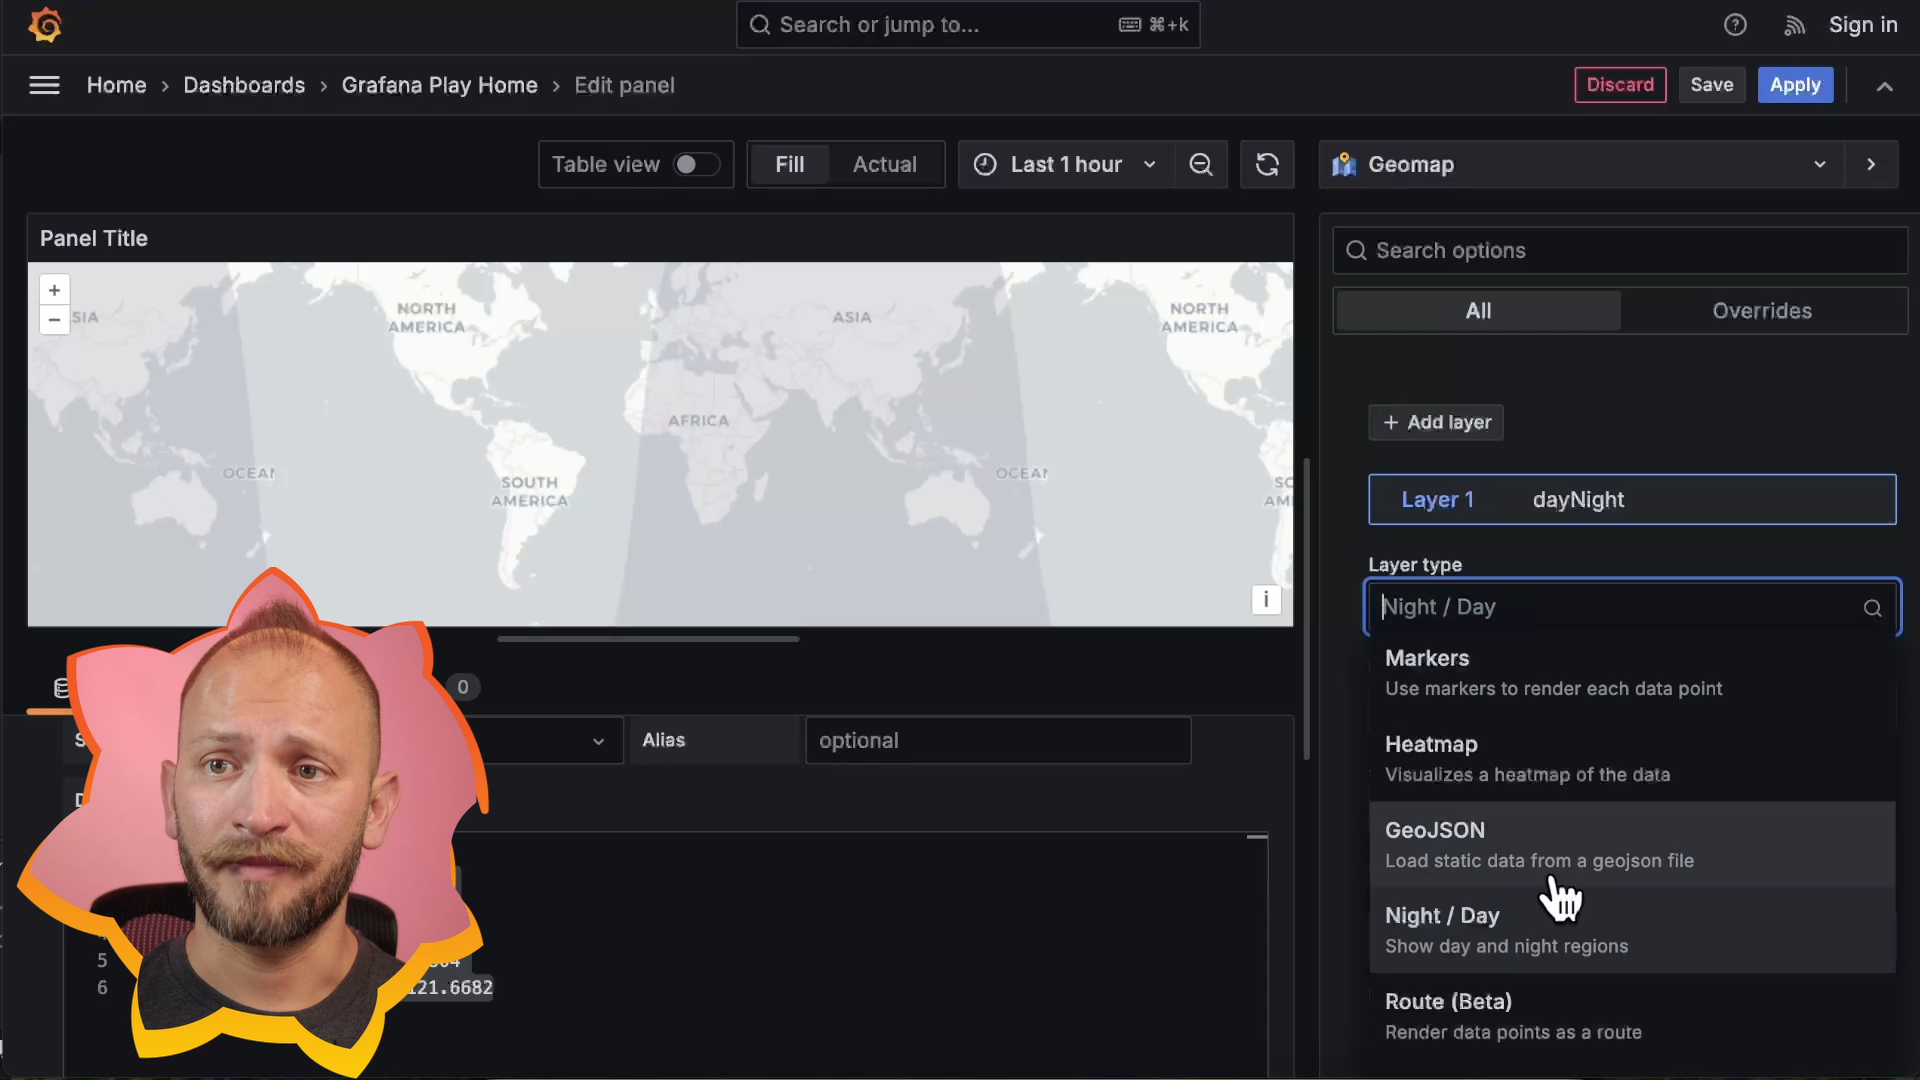 Search or jump to...
⌘+k
Sign in
Home › Dashboards › Grafana Play Home › Edit panel
Discard
Save
Apply
Table view
Fill
Actual
Last 1 hour
Geomap
Panel Title
Search options
All
Overrides
+
−
ASIA
NORTH
AMERICA
ASIA
NORTH
AMERICA
AFRICA
OCEAN
OCEAN
SOUTH
AMERICA
i
+ Add layer
Layer 1
dayNight
Layer type
Night / Day
Markers
Use markers to render each data point
Heatmap
Visualizes a heatmap of the data
GeoJSON
Load static data from a geojson file
Night / Day
Show day and night regions
Route (Beta)
Render data points as a route
0
Alias
optional
5
6
121.6682